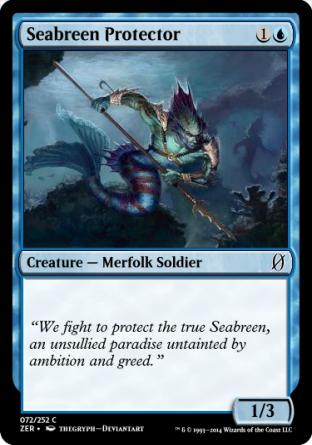 Seabreen Protector 1
Creature — Merfolk Soldier
“We fight to protect the true Seabreen,
an unsullied paradise untainted by
ambition and greed.”
1/3
072/252 C
ZER • THEGRYPH–DEVIANTART
™ & © 1993–2014 Wizards of the Coast LLC